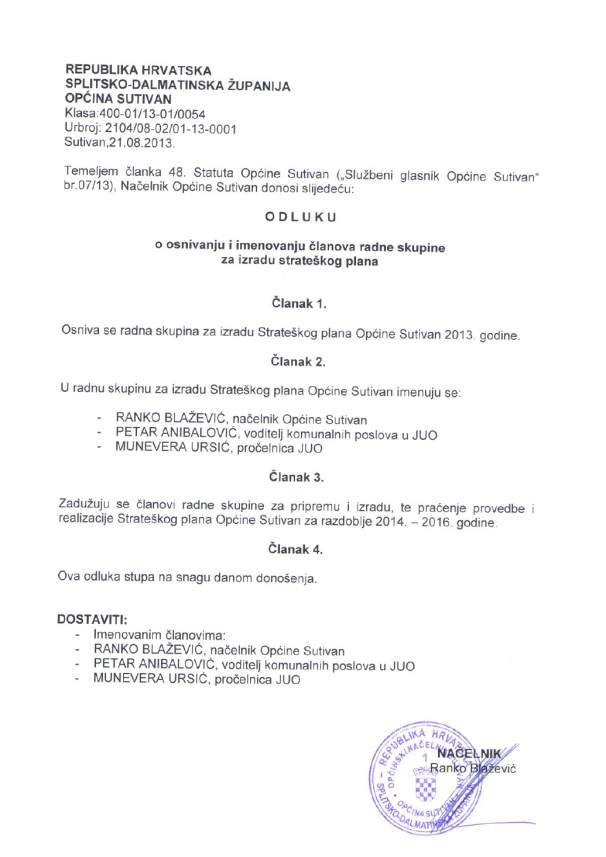 REPUBLIKA HRVATSKA
SPLITSKO-DALMATINSKA ŽUPANIJA
OPĆINA SUTIVAN
Klasa:400-01/13-01/0054
Urbroj: 2104/08-02/01-13-0001
Sutivan,21.08.2013.
Temeljem članka 48. Statuta Općine Sutivan („Službeni glasnik Općine Sutivan“
br.07/13), Načelnik Općine Sutivan donosi slijedeću:
O D L U K U
o osnivanju i imenovanju članova radne skupine
za izradu strateškog plana
Članak 1.
Osniva se radna skupina za izradu Strateškog plana Općine Sutivan 2013. godine.
Članak 2.
U radnu skupinu za izradu Strateškog plana Općine Sutivan imenuju se:
- RANKO BLAŽEVIĆ, načelnik Općine Sutivan
- PETAR ANIBALOVIĆ, voditelj komunalnih poslova u JUO
- MUNEVERA URSIĆ, pročelnica JUO
Članak 3.
Zadužuju se članovi radne skupine za pripremu i izradu, te praćenje provedbe i
realizacije Strateškog plana Općine Sutivan za razdoblje 2014. – 2016. godine.
Članak 4.
Ova odluka stupa na snagu danom donošenja.
DOSTAVITI:
- Imenovanim članovima:
- RANKO BLAŽEVIĆ, načelnik Općine Sutivan
- PETAR ANIBALOVIĆ, voditelj komunalnih poslova u JUO
- MUNEVERA URSIĆ, pročelnica JUO
NAČELNIK
Ranko Blažević
REPUBLIKA HRVATSKA
SPLITSKO-DALMATINSKA ŽUPANIJA
OPĆINSKI NAČELNIK
OPĆINA SUTIVAN
1